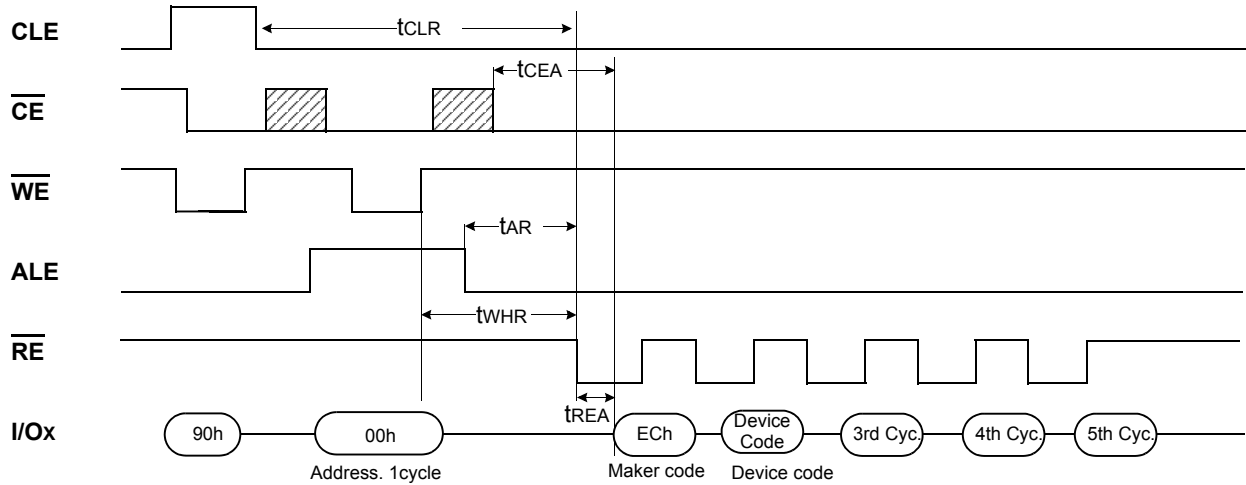 CLE
tCLR
tCEA
CE
WE
tAR
ALE
tWHR
RE
tREA
I/Ox
90h
00h
ECh
Device
Code
3rd Cyc.
4th Cyc.
5th Cyc.
Address. 1cycle
Maker code
Device code